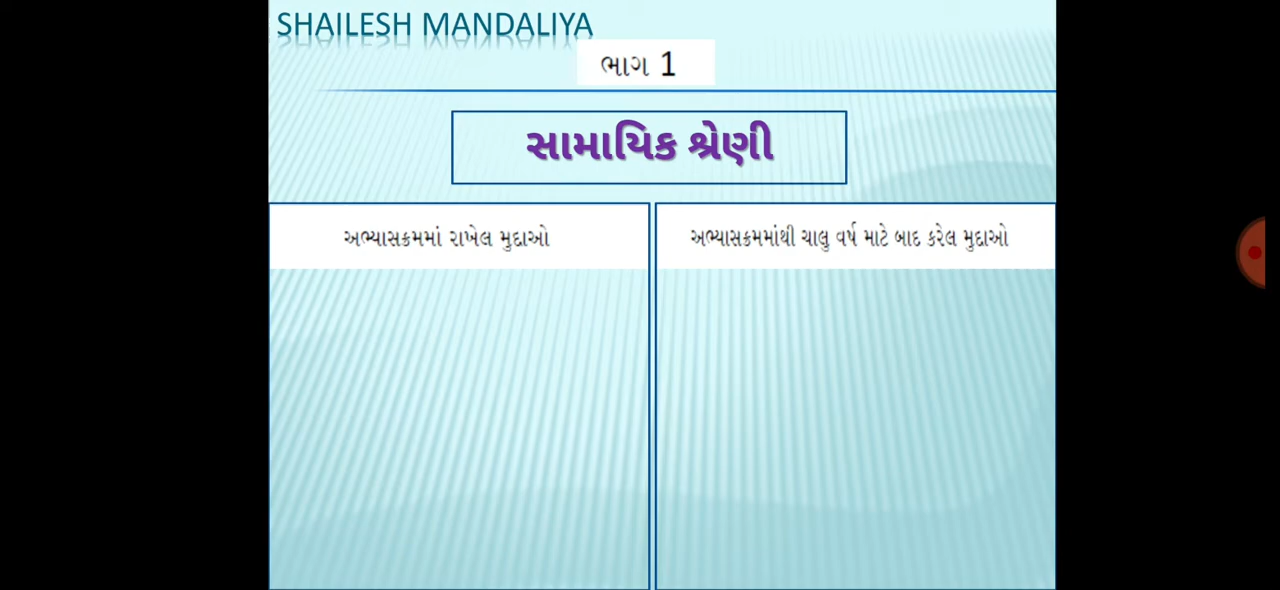 SHAILESH MANDALIYA
ભાગ 1
સામાયિક શ્રેણી
અભ્યાસક્રમમાં રાખેલ મુદાઓ
અભ્યાસક્રમમાંથી ચાલુ વર્ષ માટે બાદ કરેલ મુદાઓ